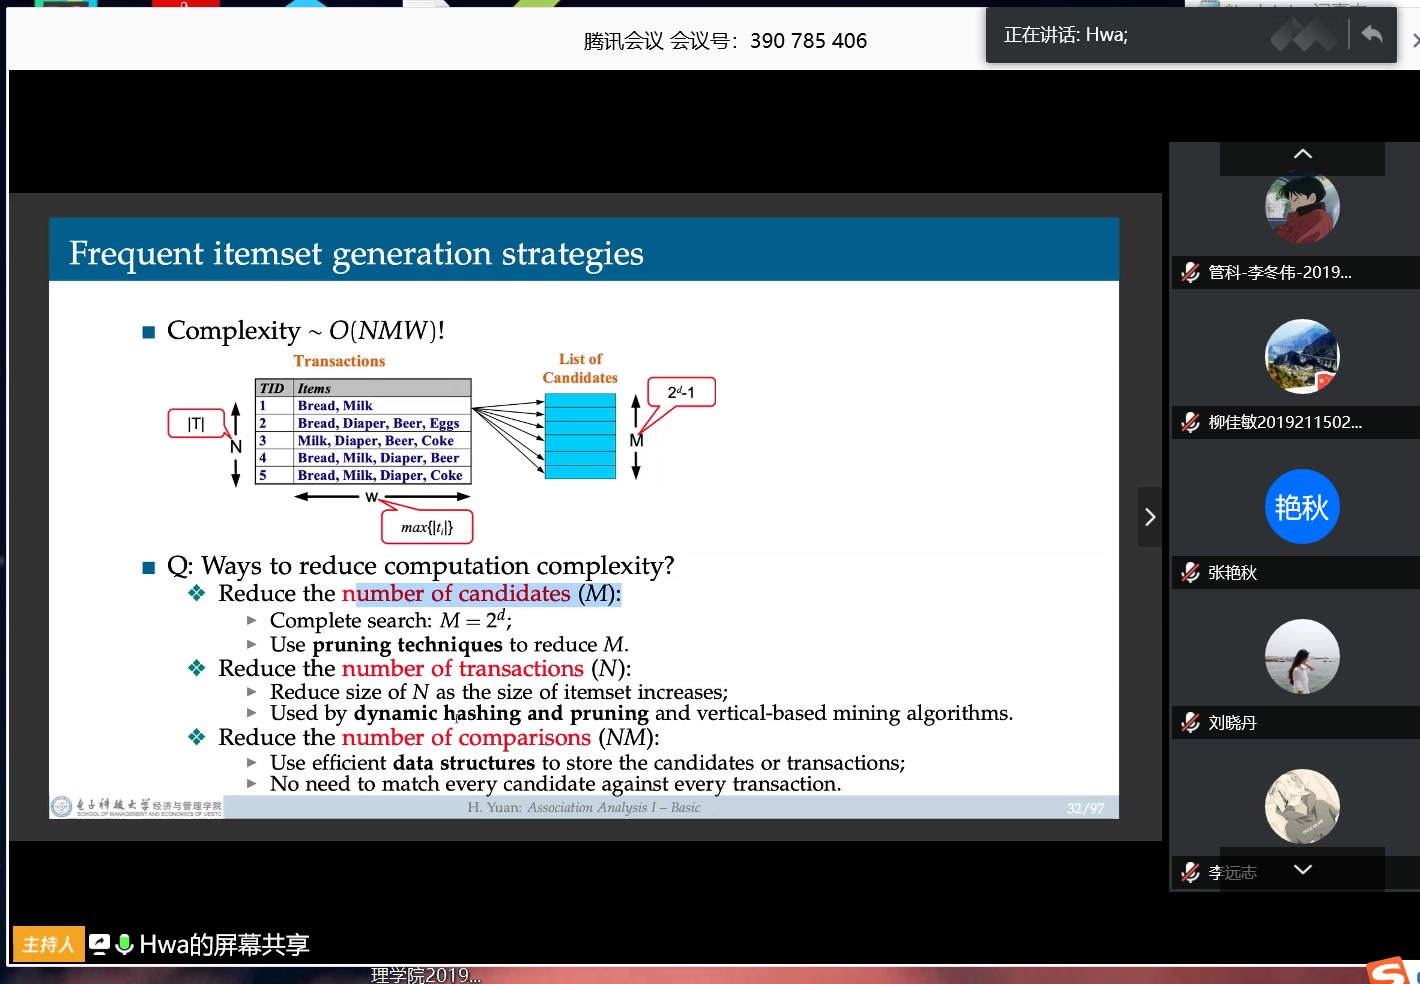 腾讯会议 会议号：390 785 406
正在讲话: Hwa;
Frequent itemset generation strategies
Complexity ~ O(NMW)!
Transactions
List of
Candidates
TID Items
1 Bread, Milk
2 Bread, Diaper, Beer, Eggs
3 Milk, Diaper, Beer, Coke
4 Bread, Milk, Diaper, Beer
5 Bread, Milk, Diaper, Coke
|T|
N
M
2ᵈ-1
W
max{|tᵢ|}
Q: Ways to reduce computation complexity?
Reduce the number of candidates (M):
Complete search: M = 2ᵈ;
Use pruning techniques to reduce M.
Reduce the number of transactions (N):
Reduce size of N as the size of itemset increases;
Used by dynamic hashing and pruning and vertical-based mining algorithms.
Reduce the number of comparisons (NM):
Use efficient data structures to store the candidates or transactions;
No need to match every candidate against every transaction.
电子科技大学 经济与管理学院
SCHOOL OF MANAGEMENT AND ECONOMICS OF UESTC
H. Yuan: Association Analysis I – Basic
32/97
管科-李冬伟-2019...
柳佳敏2019211502...
艳秋
张艳秋
刘晓丹
李远志
主持人
Hwa的屏幕共享
理学院2019...